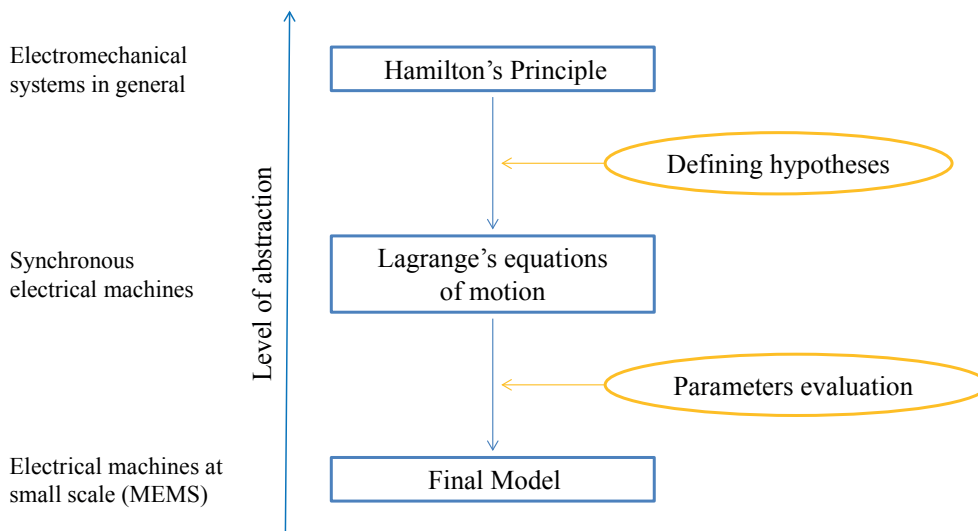 Electromechanical
systems in general
Hamilton's Principle
Defining hypotheses
Level of abstraction
Synchronous
electrical machines
Lagrange's equations
of motion
Parameters evaluation
Electrical machines at
small scale (MEMS)
Final Model